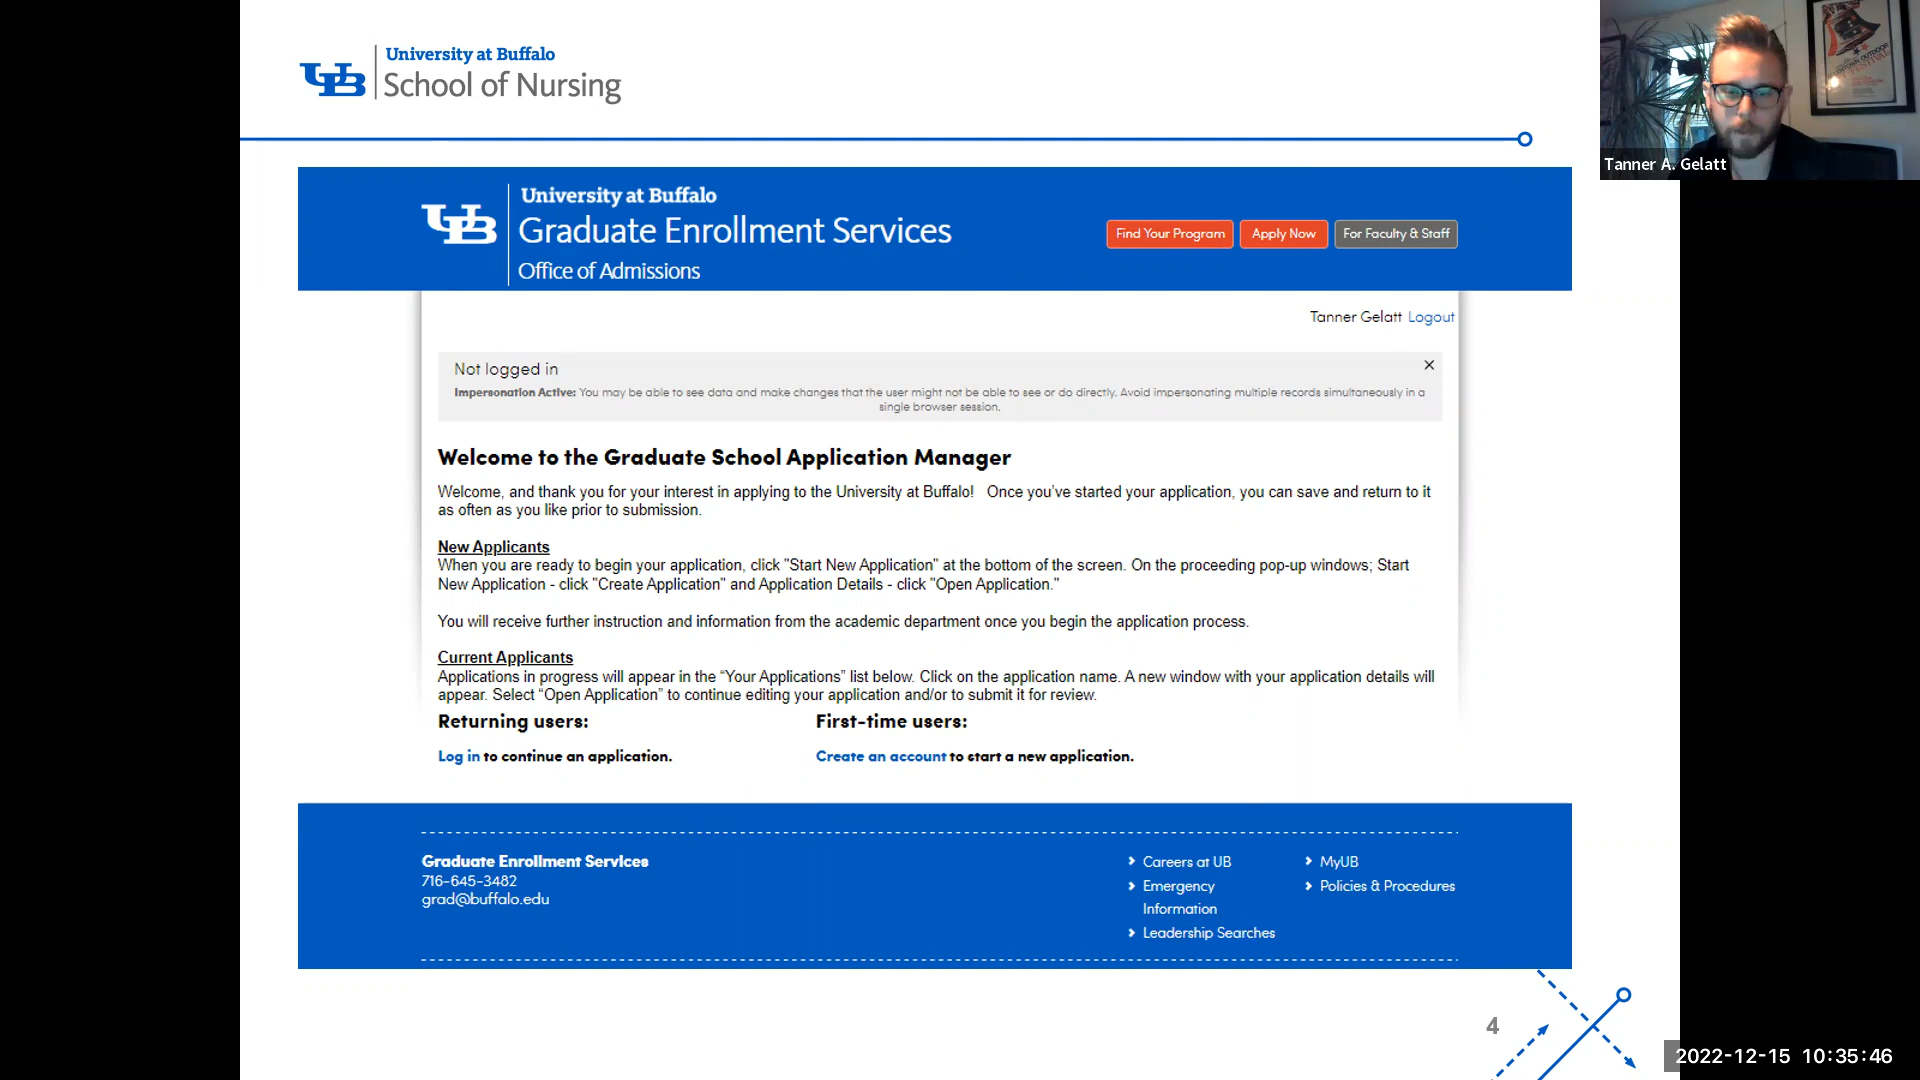 University at Buffalo
School of Nursing
Tanner A. Gelatt
University at Buffalo
Graduate Enrollment Services
Office of Admissions
Find Your Program
Apply Now
For Faculty & Staff
Tanner Gelatt Logout
Not logged in
Impersonation Active: You may be able to see data and make changes that the user might not be able to see or do directly. Avoid impersonating multiple records simultaneously in a
single browser session.
Welcome to the Graduate School Application Manager
Welcome, and thank you for your interest in applying to the University at Buffalo! Once you've started your application, you can save and return to it
as often as you like prior to submission.
New Applicants
When you are ready to begin your application, click "Start New Application" at the bottom of the screen. On the proceeding pop-up windows; Start
New Application - click "Create Application" and Application Details - click "Open Application."
You will receive further instruction and information from the academic department once you begin the application process.
Current Applicants
Applications in progress will appear in the “Your Applications” list below. Click on the application name. A new window with your application details will
appear. Select “Open Application” to continue editing your application and/or to submit it for review.
Returning users:
Log in to continue an application.
First-time users:
Create an account to start a new application.
Graduate Enrollment Services
716-645-3482
grad@buffalo.edu
Careers at UB
Emergency
Information
Leadership Searches
MyUB
Policies & Procedures
4
2022-12-15 10:35:46